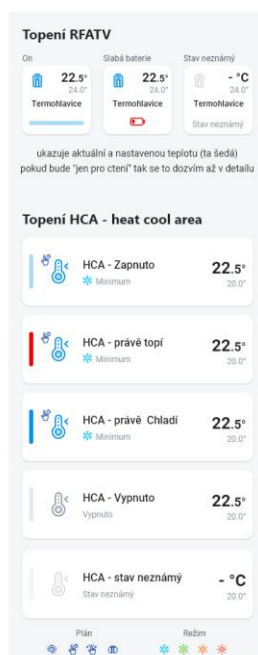 Topení RFATV
On Slabá baterie Stav neznámý
22.5° 22.5° - °C
24.0° 24.0° 24.0°
Termohlavice Termohlavice Termohlavice
Stav neznámý
ukazuje aktuální a nastavenou teplotu (ta šedá)
pokud bude "jen pro ctení" tak se to dozvím až v detailu
Topení HCA - heat cool area
HCA - Zapnuto 22.5°
Minimum 20.0°
HCA - právě topí 22.5°
Minimum 20.0°
HCA - právě Chladí 22.5°
Minimum 20.0°
HCA - Vypnuto 22.5°
Vypnuto 20.0°
HCA - stav neznámý - °C
Stav neznámý 20.0°
Plán Režim